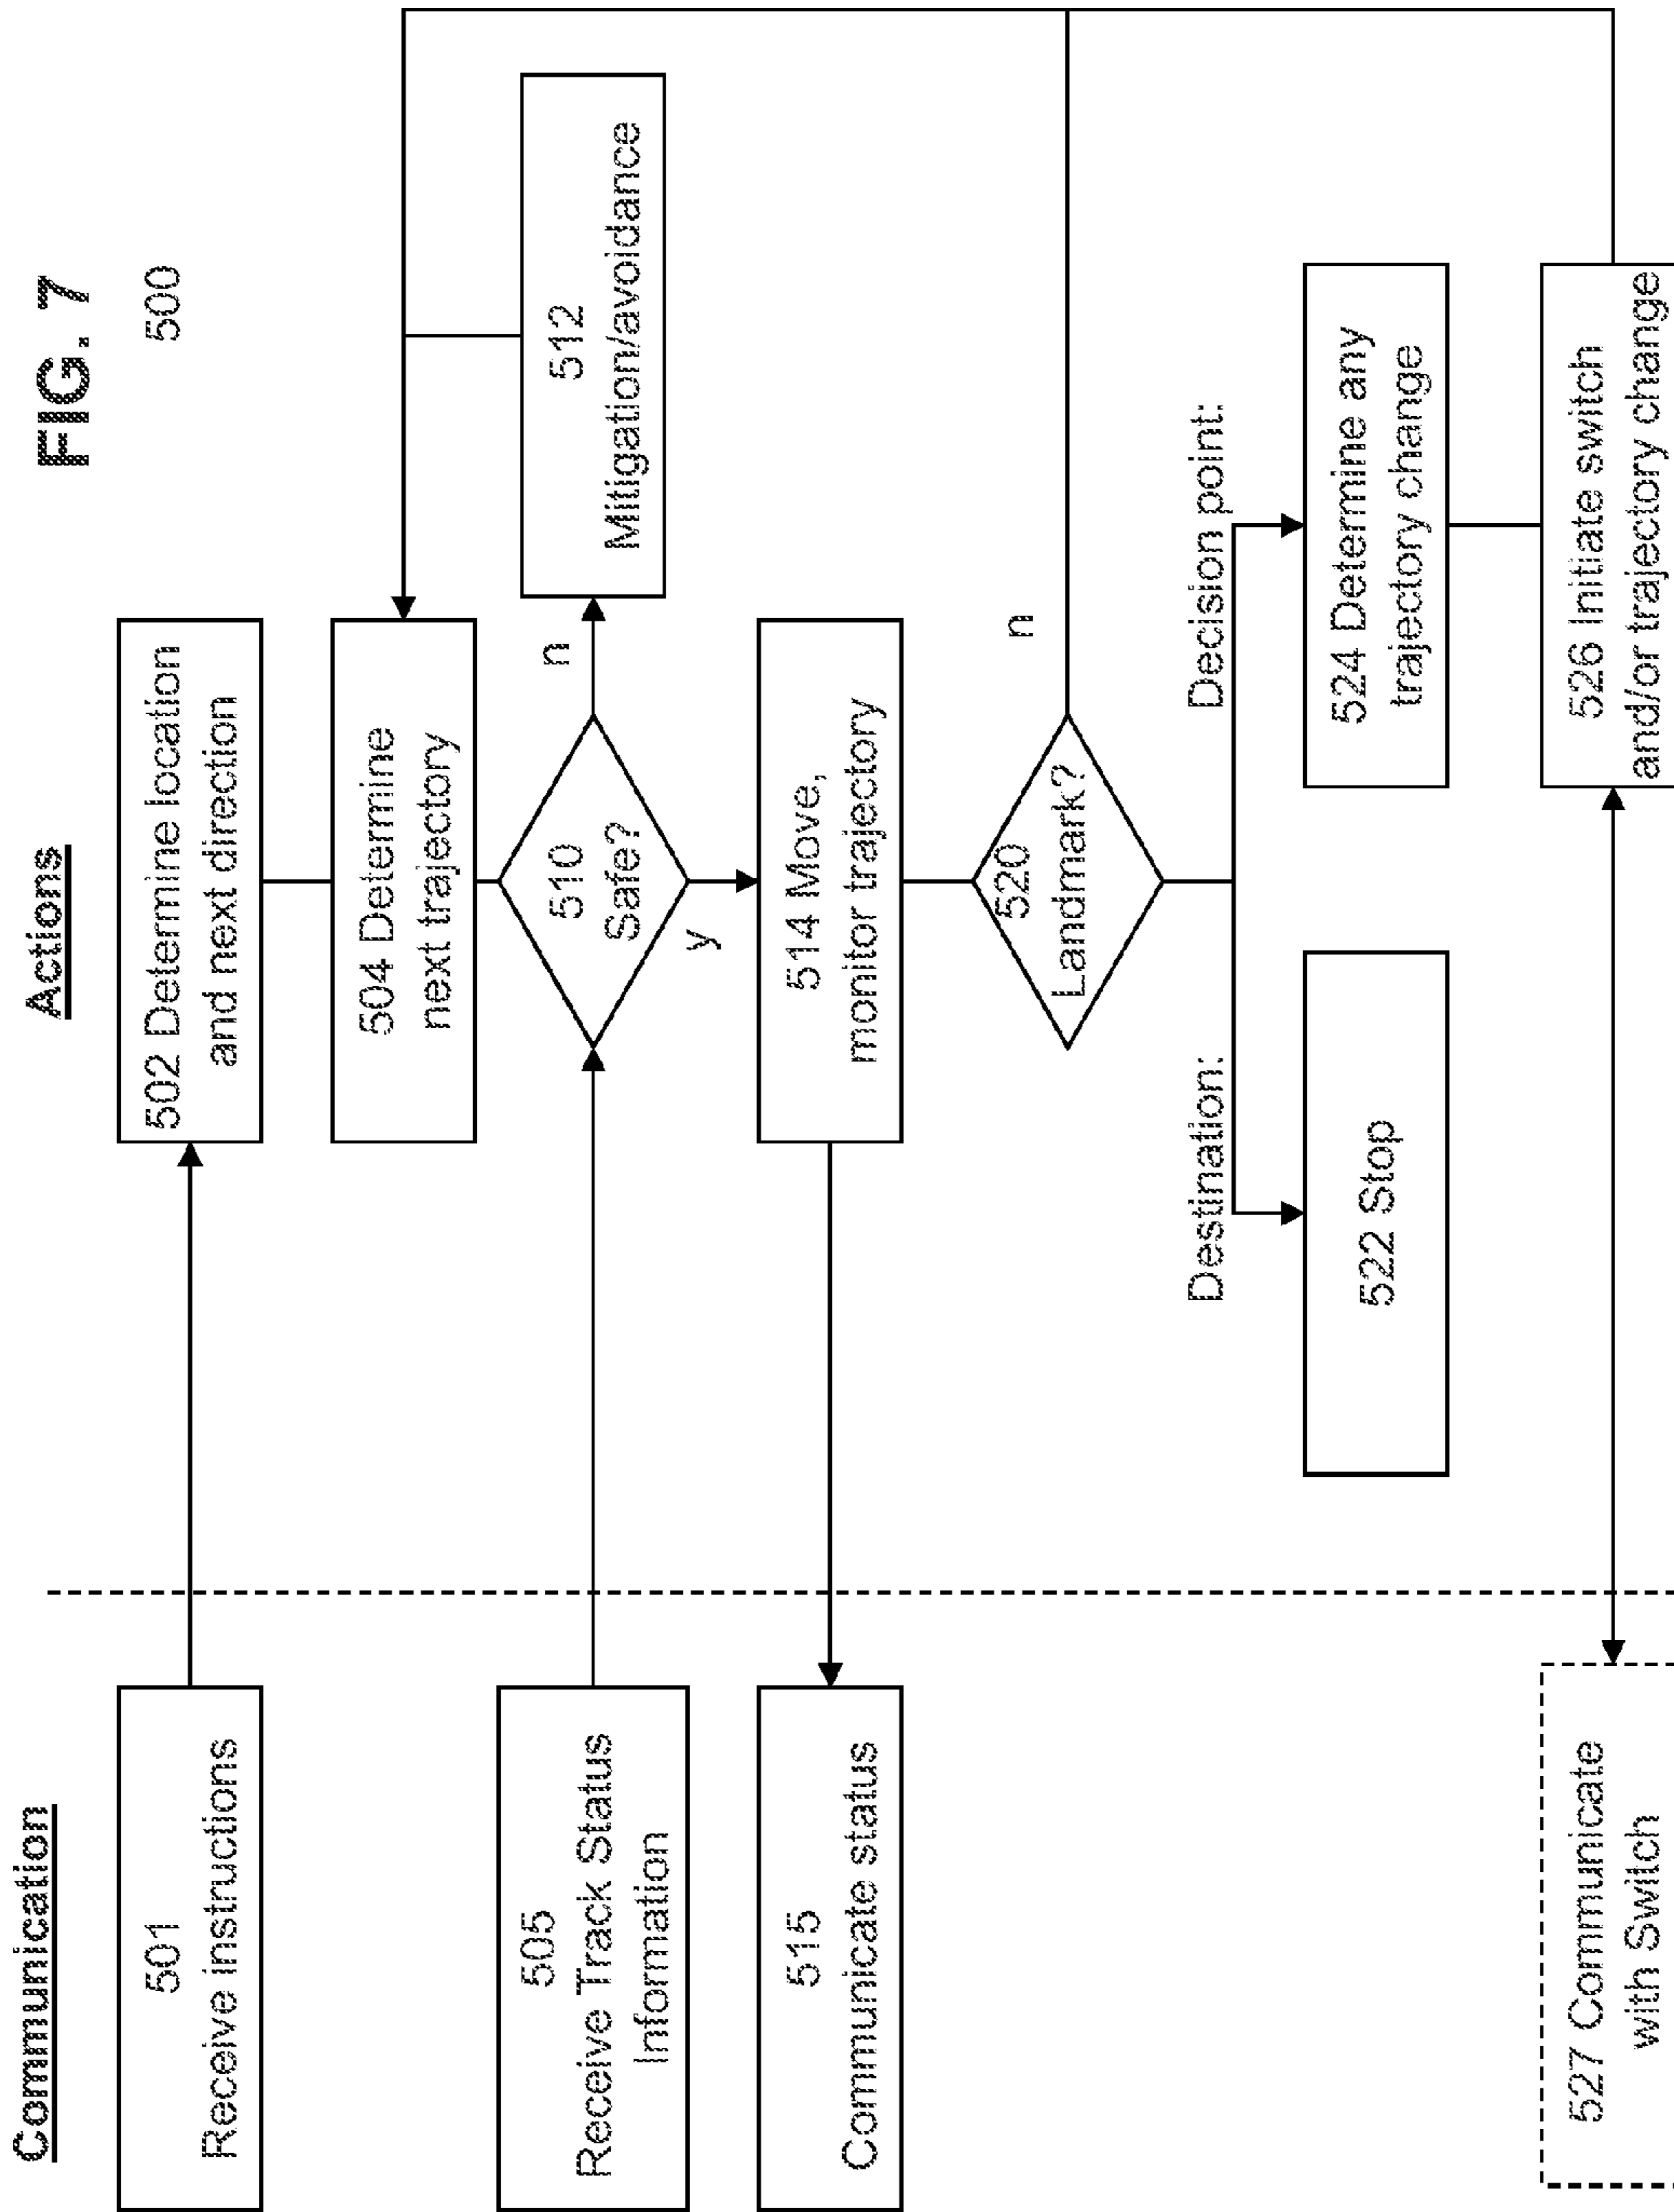 FIG. 7
500
Communication
Actions
501
Receive instructions
502 Determine location
and next direction
504 Determine
next trajectory
505
Receive Track Status
Information
510
Safe?
n
512
Mitigation/avoidance
y
515
Communicate status
514 Move,
monitor trajectory
520
Landmark?
n
Destination:
Decision point:
522 Stop
524 Determine any
trajectory change
527 Communicate
with Switch
526 Initiate switch
and/or trajectory change